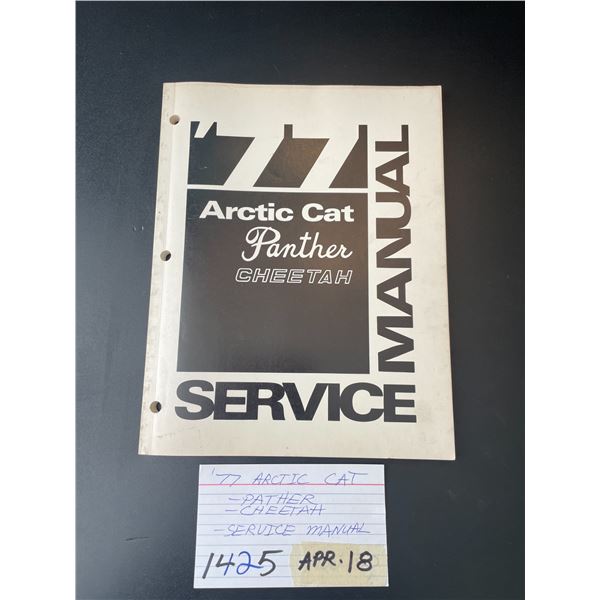 '77
Arctic Cat
Panther
CHEETAH
MANUAL
SERVICE
'77 ARCTIC CAT
-PATHER
-CHEETAH
-SERVICE MANUAL
1425 APR.18